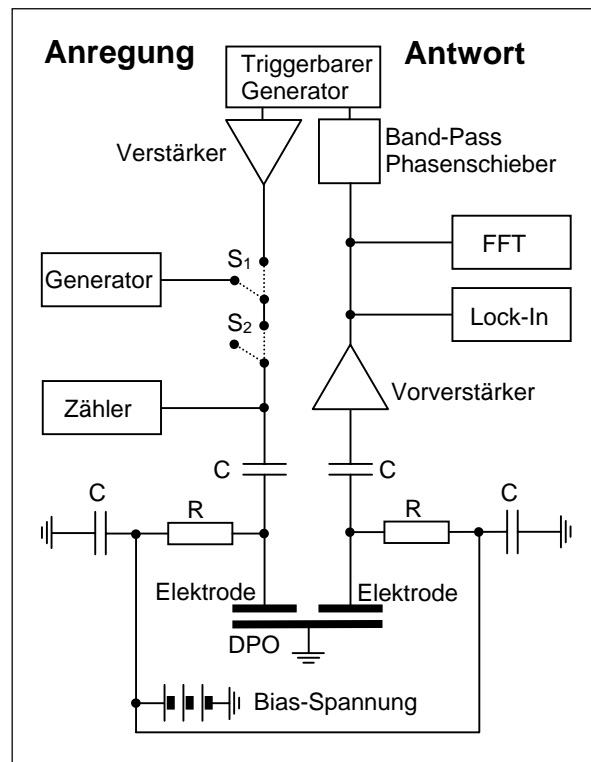 Anregung
Antwort
Triggerbarer
Generator
Verstärker
Band-Pass
Phasenschieber
S1
Generator
FFT
S2
Lock-In
Zähler
Vorverstärker
C
C
C
R
R
C
Elektrode
Elektrode
DPO
Bias-Spannung